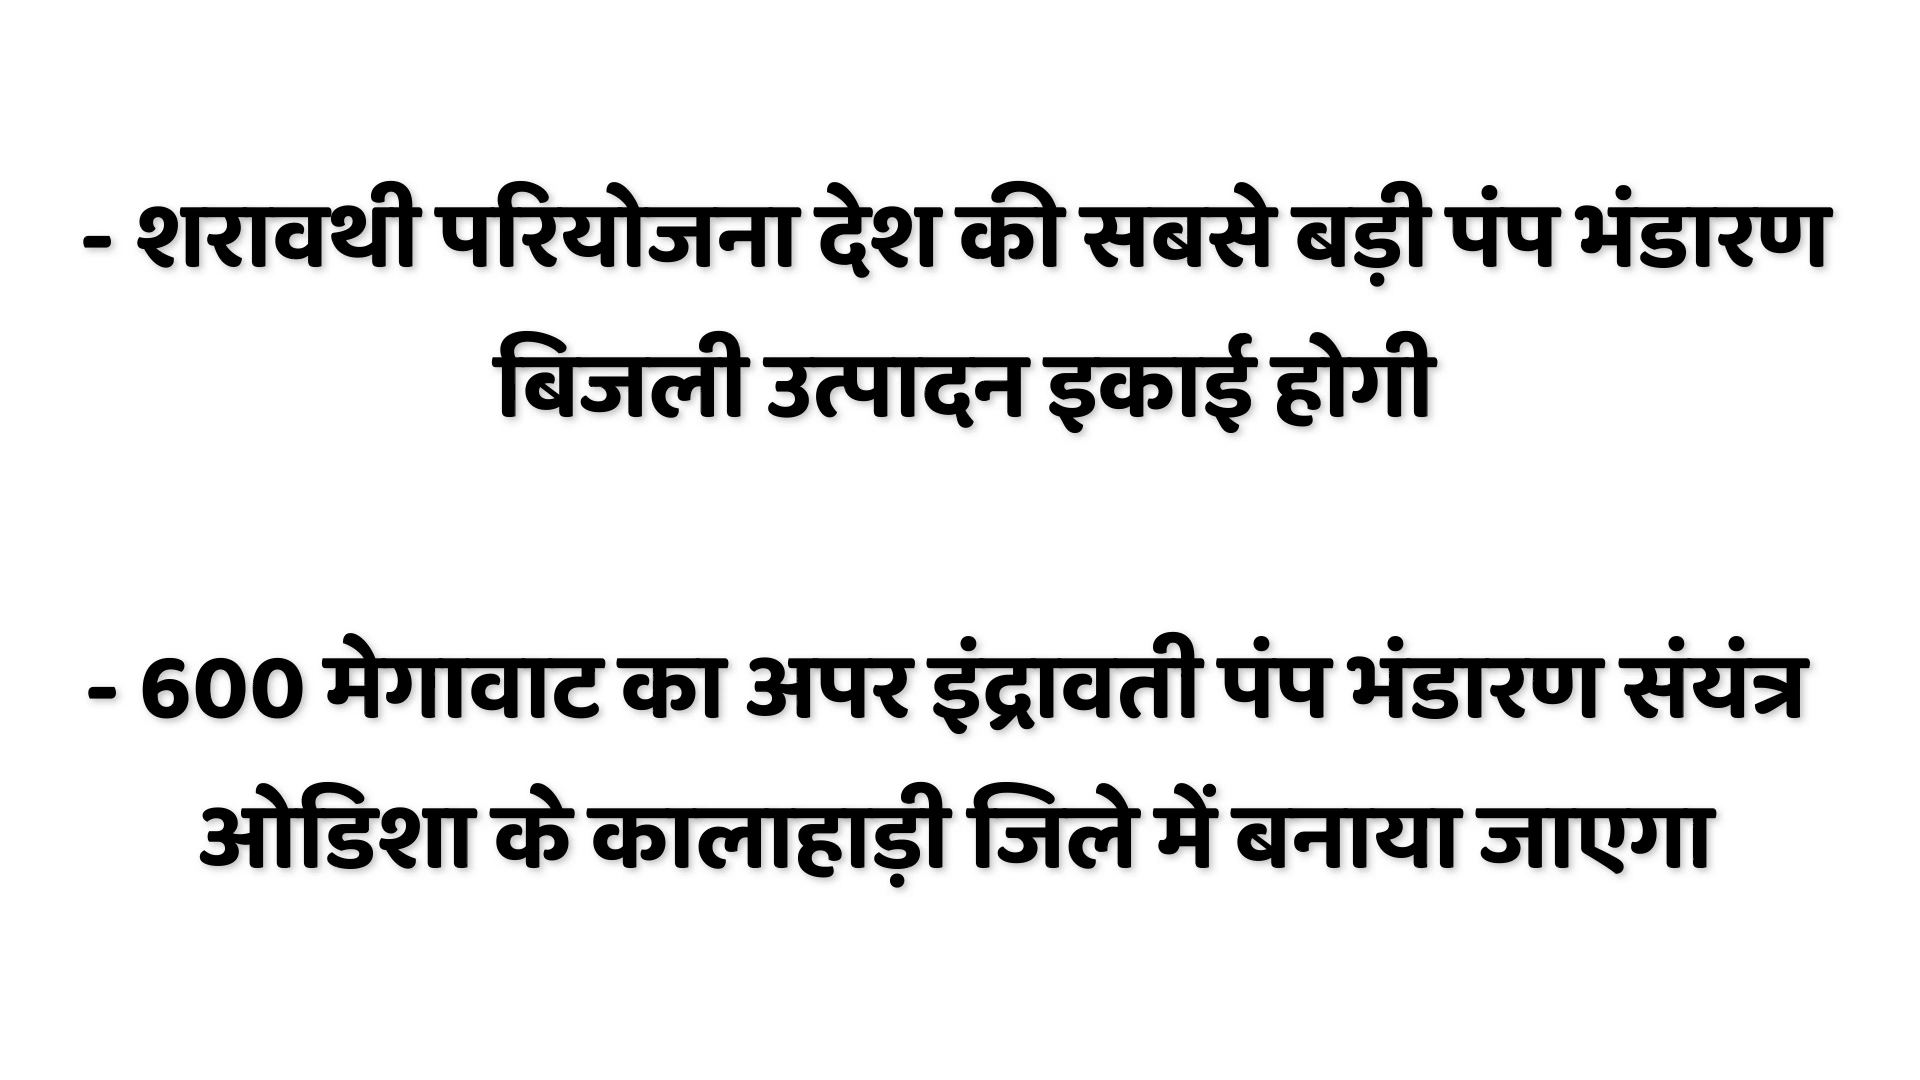 - शरावथी परियोजना देश की सबसे बड़ी पंप भंडारण
बिजली उत्पादन इकाई होगी
- 600 मेगावाट का अपर इंद्रावती पंप भंडारण संयंत्र
ओडिशा के कालाहाड़ी जिले में बनाया जाएगा